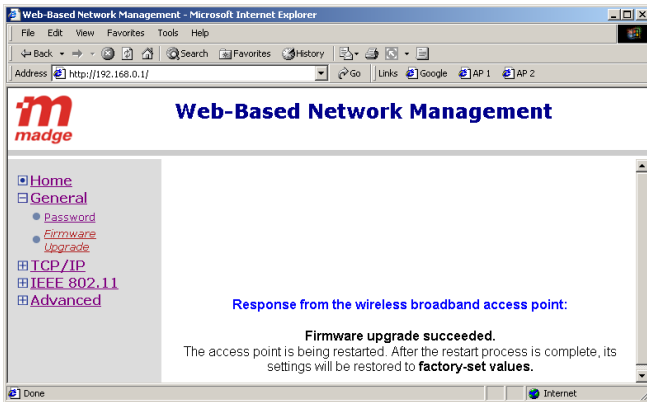 Web-Based Network Management - Microsoft Internet Explorer
File Edit View Favorites Tools Help
Back Search Favorites History
Address http://192.168.0.1/ Go Links Google AP 1 AP 2
madge
Web-Based Network Management
Home
General
Password
Firmware
Upgrade
TCP/IP
IEEE 802.11
Advanced
Response from the wireless broadband access point:
Firmware upgrade succeeded.
The access point is being restarted. After the restart process is complete, its
settings will be restored to factory-set values.
Done Internet